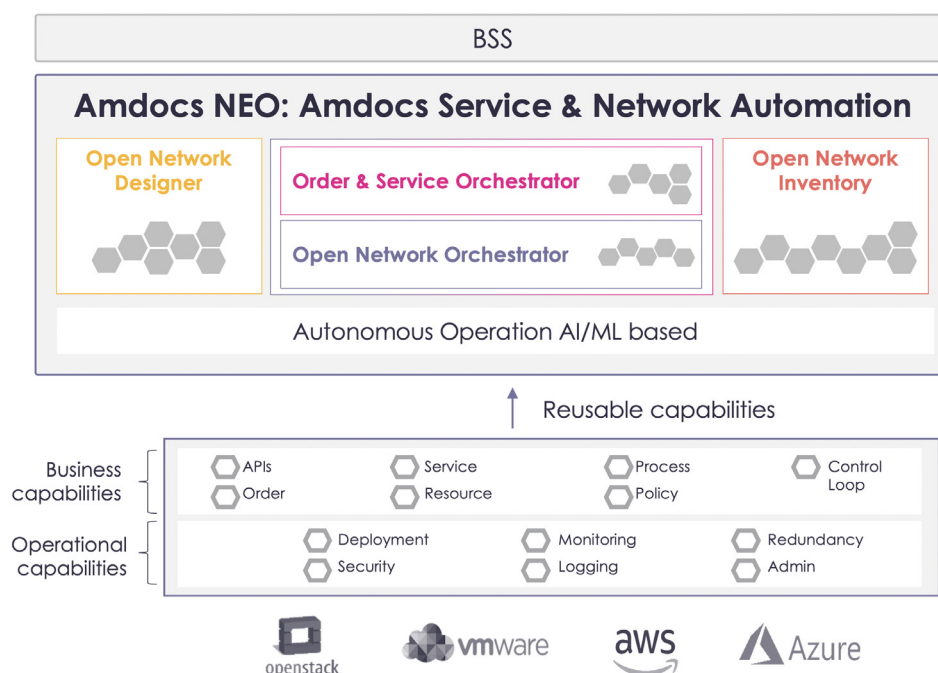 BSS
Amdocs NEO: Amdocs Service & Network Automation
Open Network
Designer
Order & Service Orchestrator
Open Network Orchestrator
Open Network
Inventory
Autonomous Operation AI/ML based
Reusable capabilities
Business
capabilities
APIs
Service
Process
Control
Loop
Order
Resource
Policy
Operational
capabilities
Deployment
Monitoring
Redundancy
Security
Logging
Admin
openstack
vmware
aws
Azure